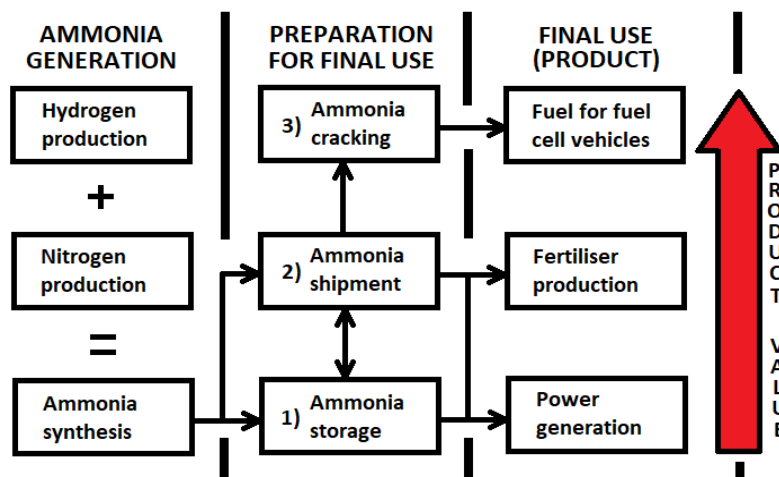 AMMONIA
GENERATION
PREPARATION
FOR FINAL USE
FINAL USE
(PRODUCT)
Hydrogen
production
3) Ammonia
cracking
Fuel for fuel
cell vehicles
+
Nitrogen
production
2) Ammonia
shipment
Fertiliser
production
=
Ammonia
synthesis
1) Ammonia
storage
Power
generation
PRODUCT VALUE